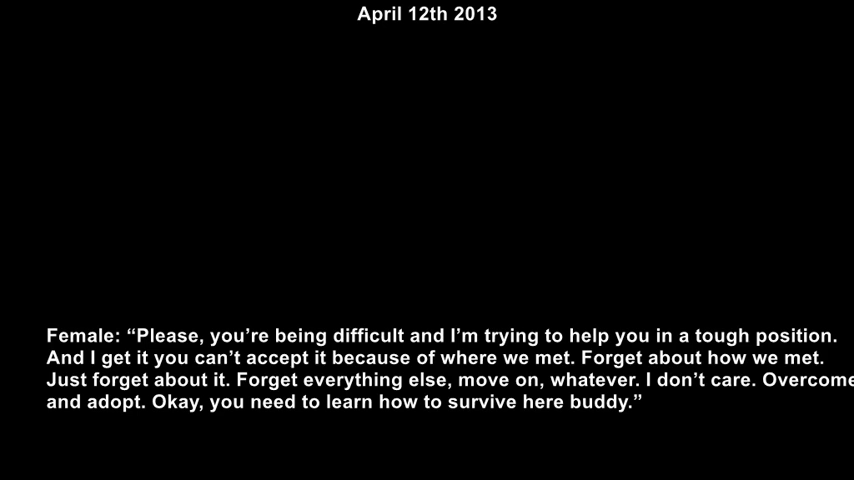 April 12th 2013
Female: “Please, you’re being difficult and I’m trying to help you in a tough position.
And I get it you can’t accept it because of where we met. Forget about how we met.
Just forget about it. Forget everything else, move on, whatever. I don’t care. Overcome
and adopt. Okay, you need to learn how to survive here buddy.”